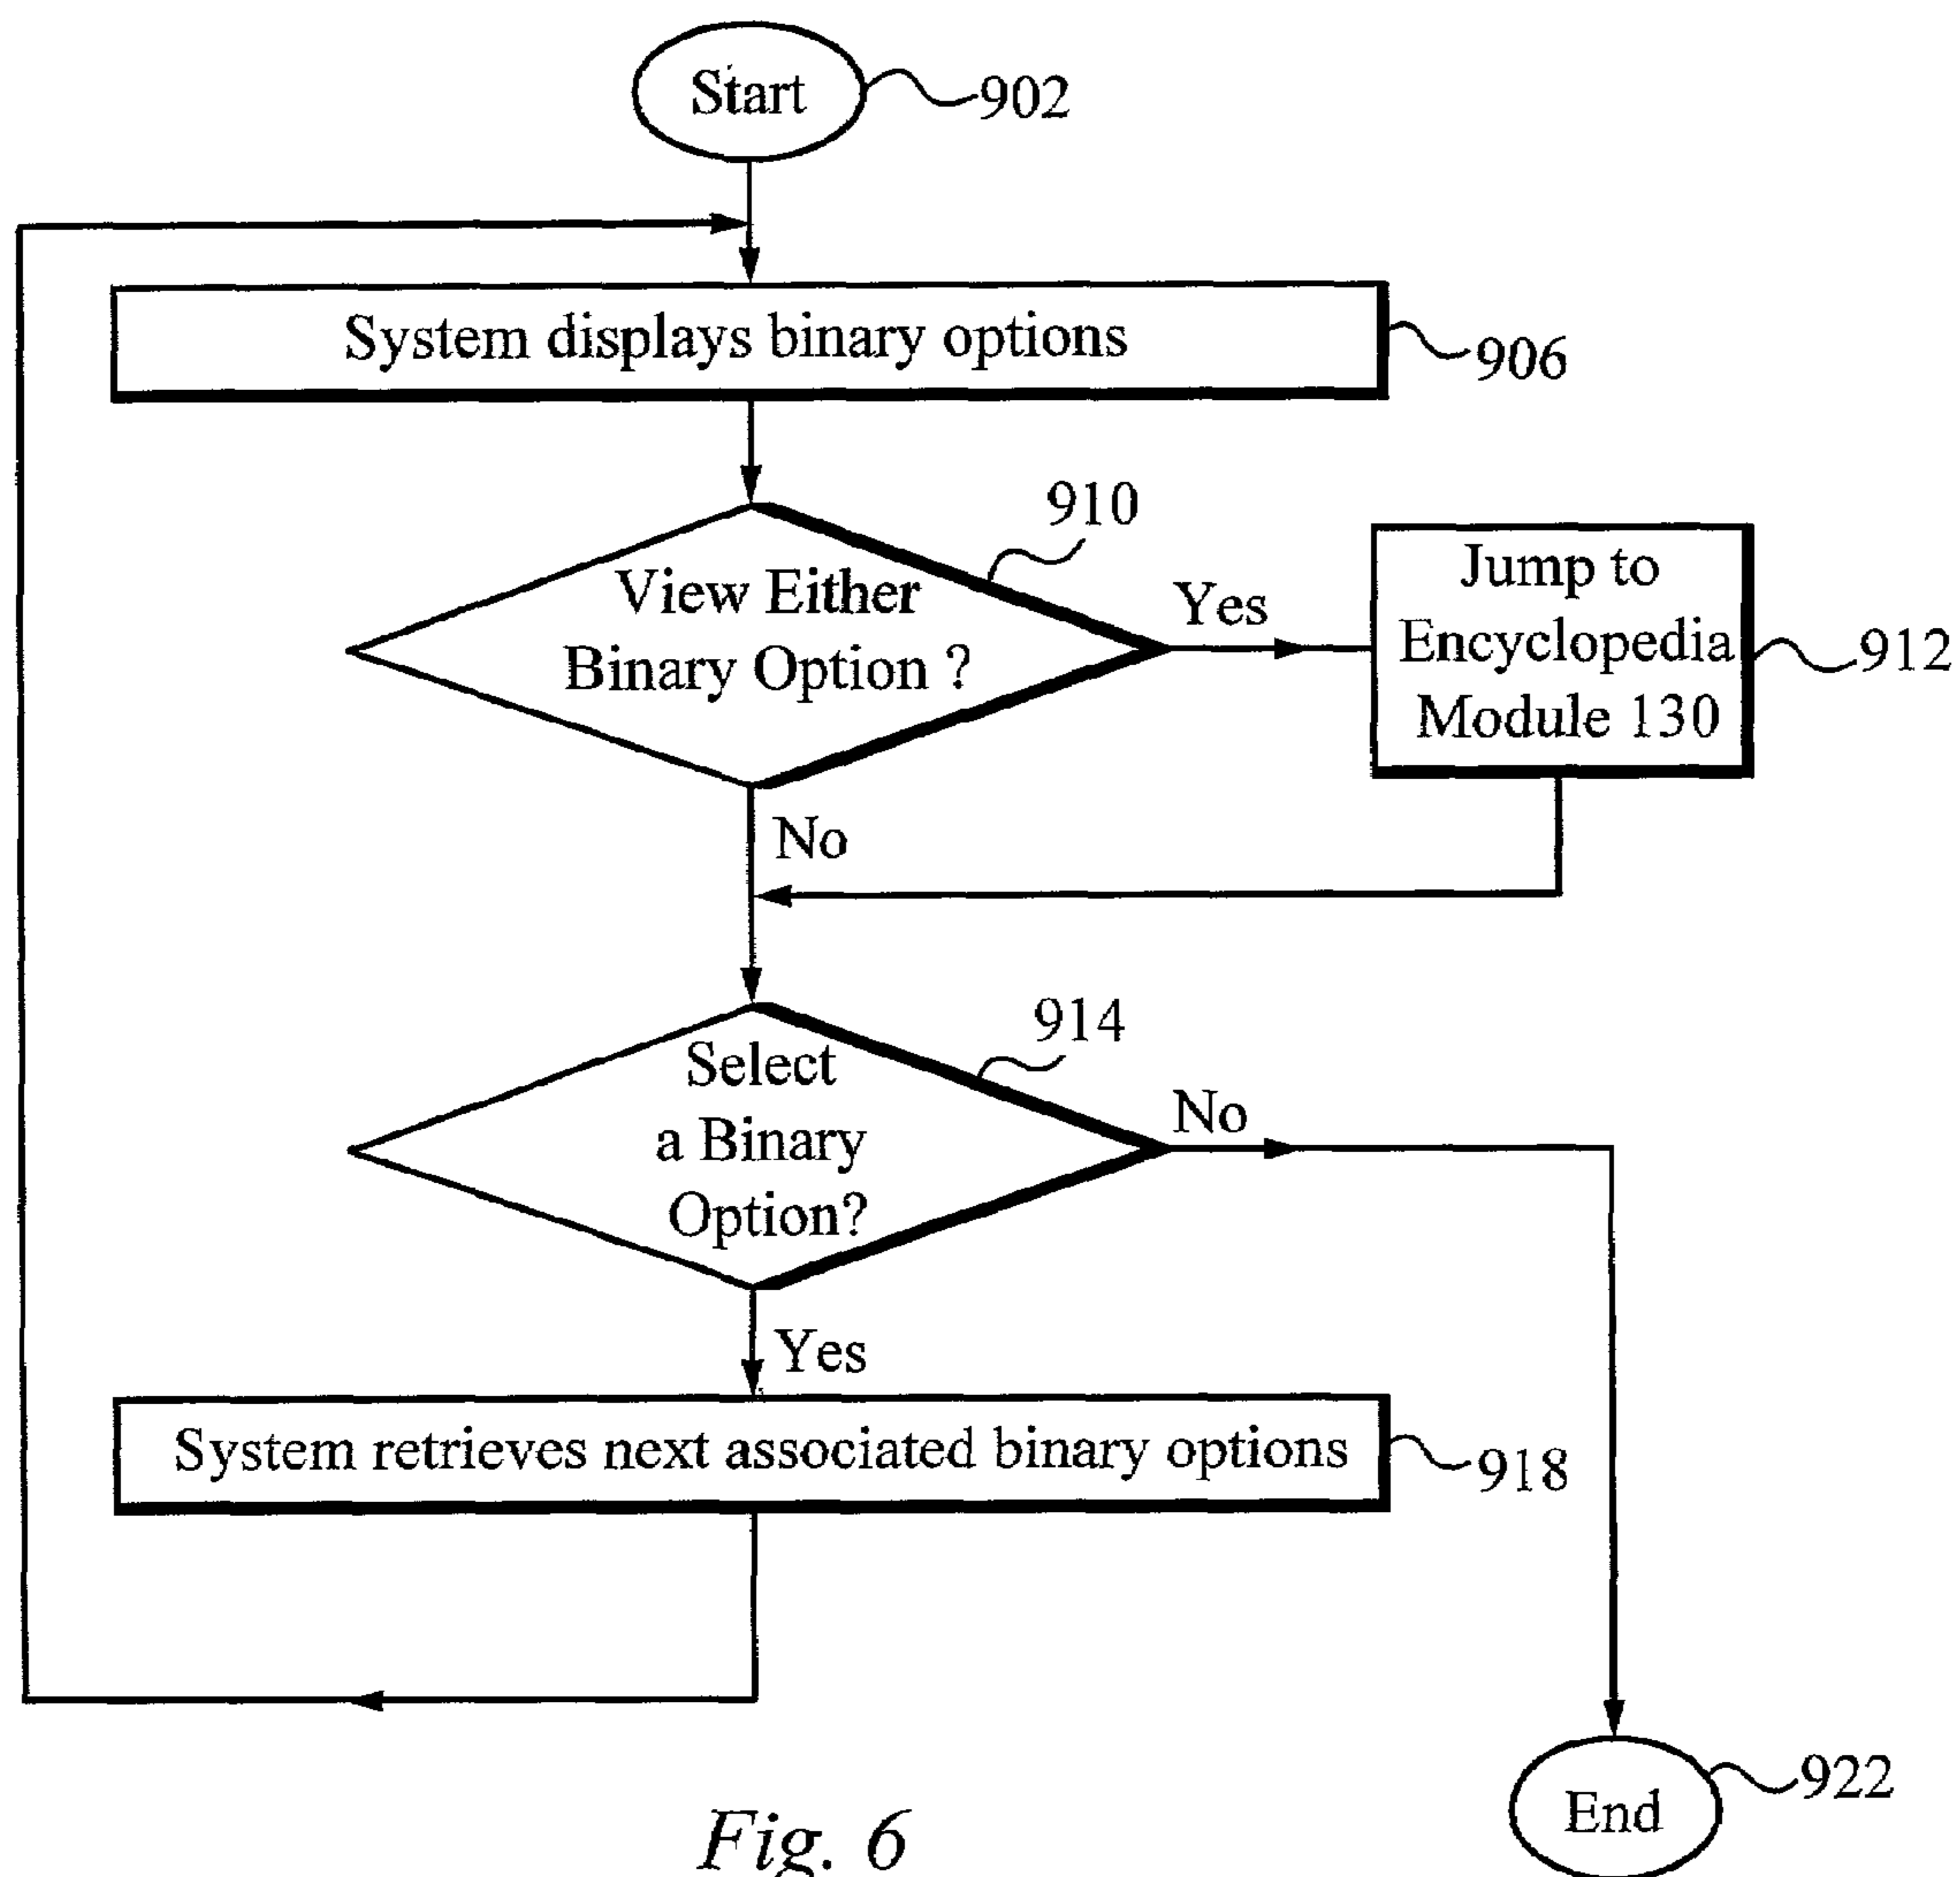 Start
902
System displays binary options
906
910
View Either
Binary Option ?
Yes
Jump to
Encyclopedia
Module 130
912
No
914
Select
a Binary
Option?
No
Yes
System retrieves next associated binary options
918
922
End
Fig. 6